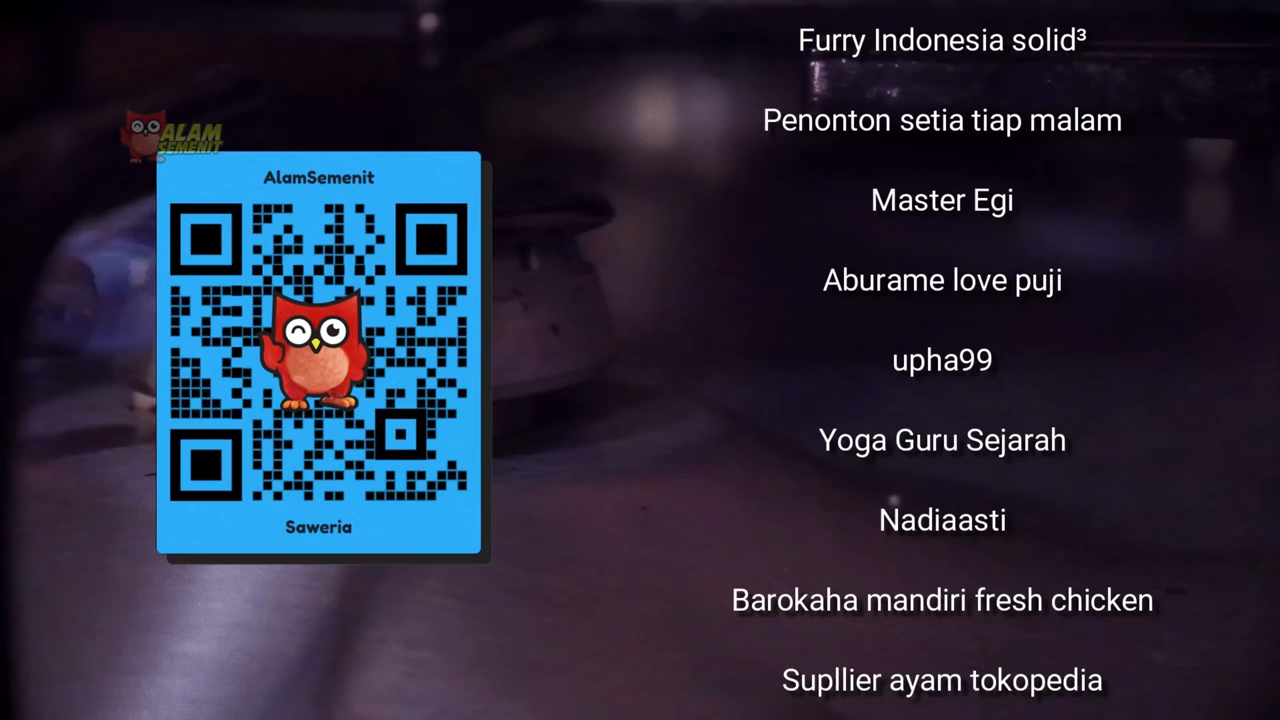 ALAM
SEMENIT
AlamSemenit
Saweria
Furry Indonesia solid³
Penonton setia tiap malam
Master Egi
Aburame love puji
upha99
Yoga Guru Sejarah
Nadiaasti
Barokaha mandiri fresh chicken
Supllier ayam tokopedia